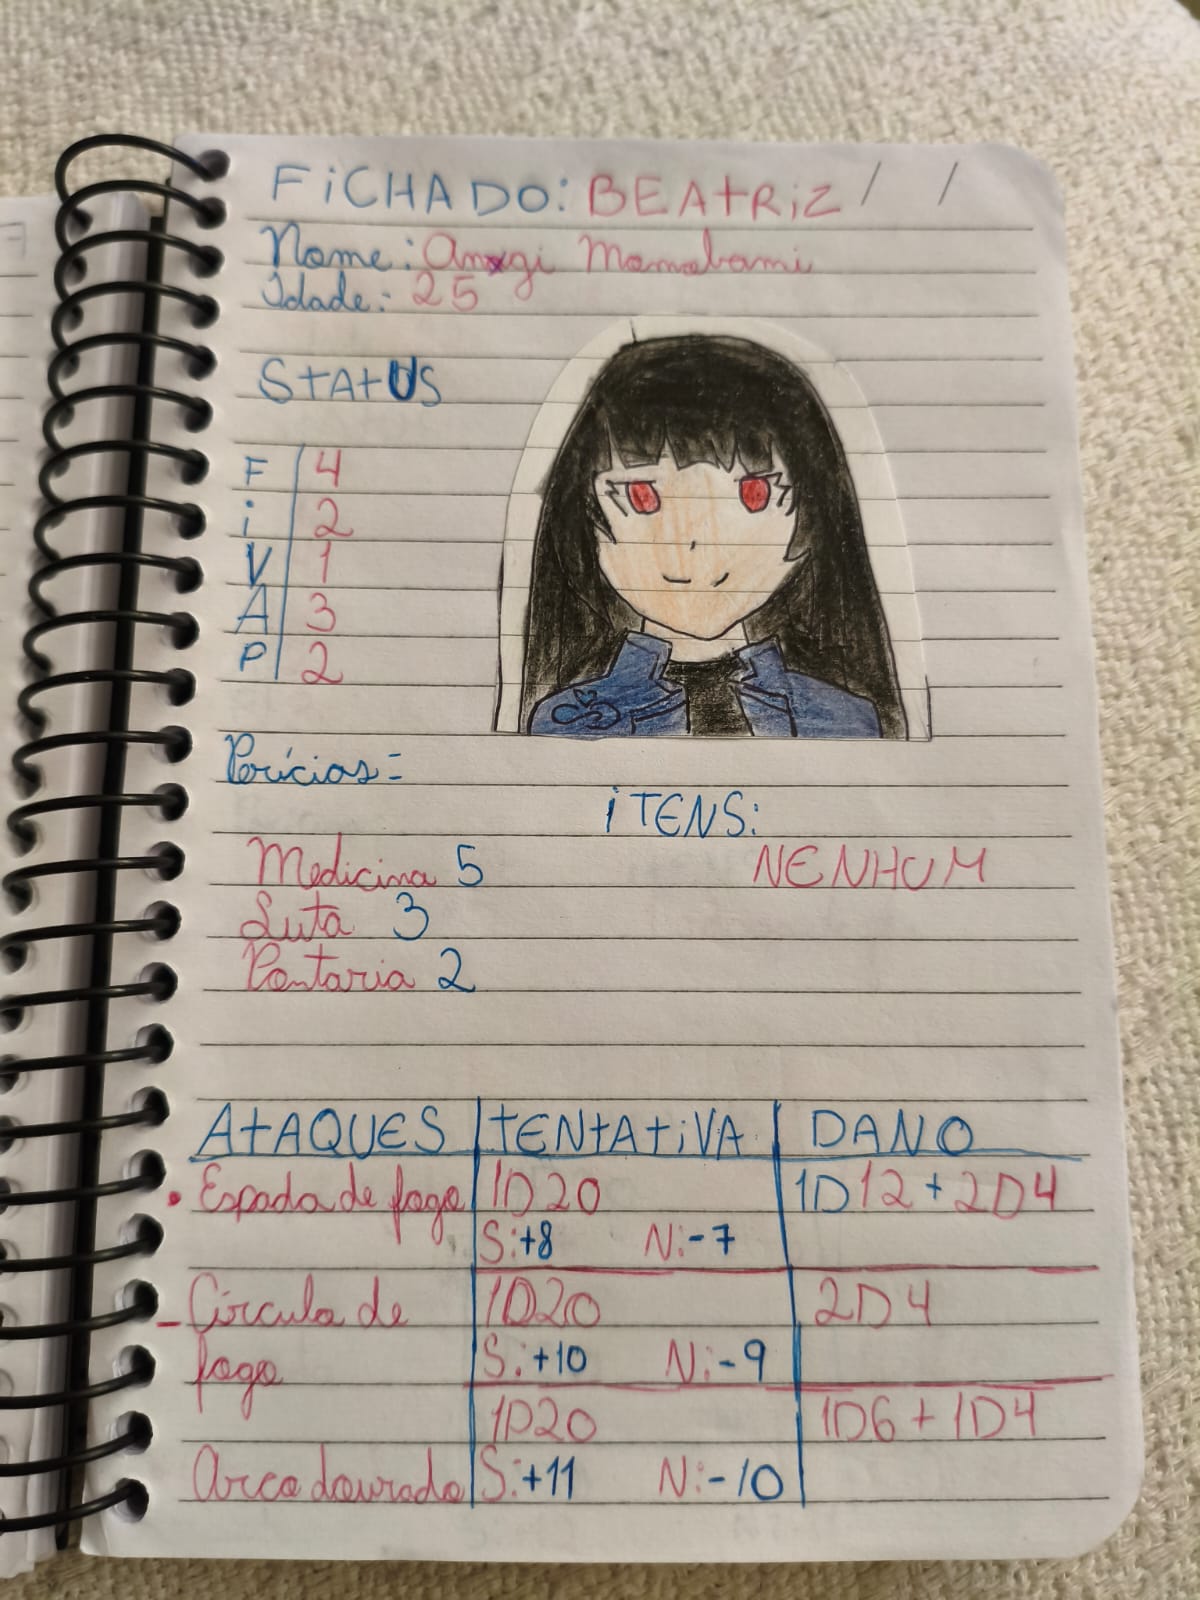 FiCHA DO: BEAtRiZ / /
Nome: Anxgi Momobami
Idade: 25
StAtUS
F 4
i 2
V 1
A 3
P 2
Perícias=
iTENS:
Medicina 5 NENHUM
Luta 3
Pontaria 2
AtAQUES tENtAtiVA DANO
• Espada de fogo 1D20 1D12 + 2D4
S:+8 N:-7
- Círculo de 1D20 2D4
fogo S:+10 N:-9
1D20 1D6 + 1D4
Arco dourado S:+11 N:-10